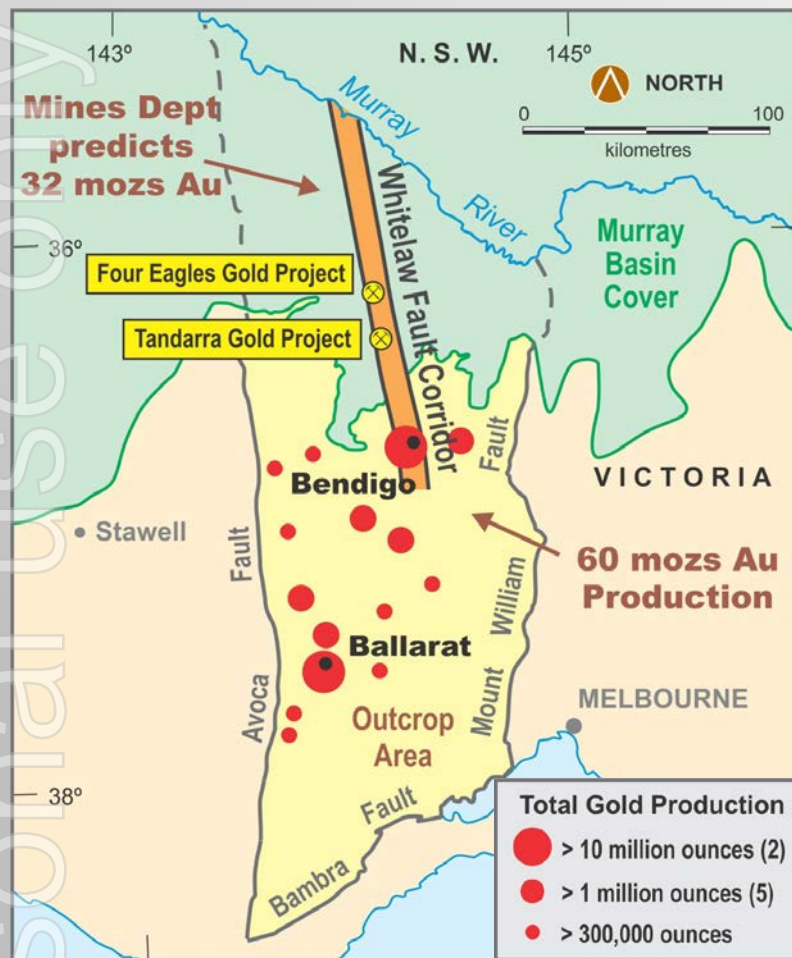 143º
N. S. W.
145º
NORTH
0
100
kilometres
Mines Dept
predicts
32 mozs Au
Murray
River
36º
Whitelaw Fault Corridor
Murray
Basin
Cover
Four Eagles Gold Project
Tandarra Gold Project
Fault
VICTORIA
Bendigo
Stawell
Fault
60 mozs Au
Production
William
Ballarat
Mount
MELBOURNE
Avoca
Outcrop
Area
38º
Fault
Bambra
Total Gold Production
> 10 million ounces (2)
> 1 million ounces (5)
> 300,000 ounces
sonal use only